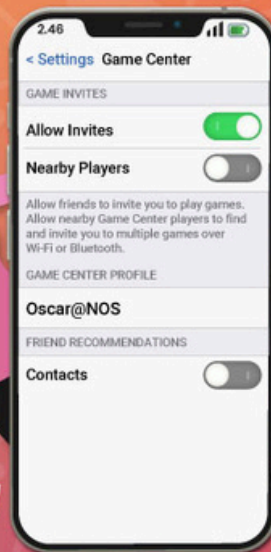 2.46
< Settings Game Center
GAME INVITES
Allow Invites
Nearby Players
Allow friends to invite you to play games.
Allow nearby Game Center players to find
and invite you to multiple games over
Wi-Fi or Bluetooth.
GAME CENTER PROFILE
Oscar@NOS
FRIEND RECOMMENDATIONS
Contacts